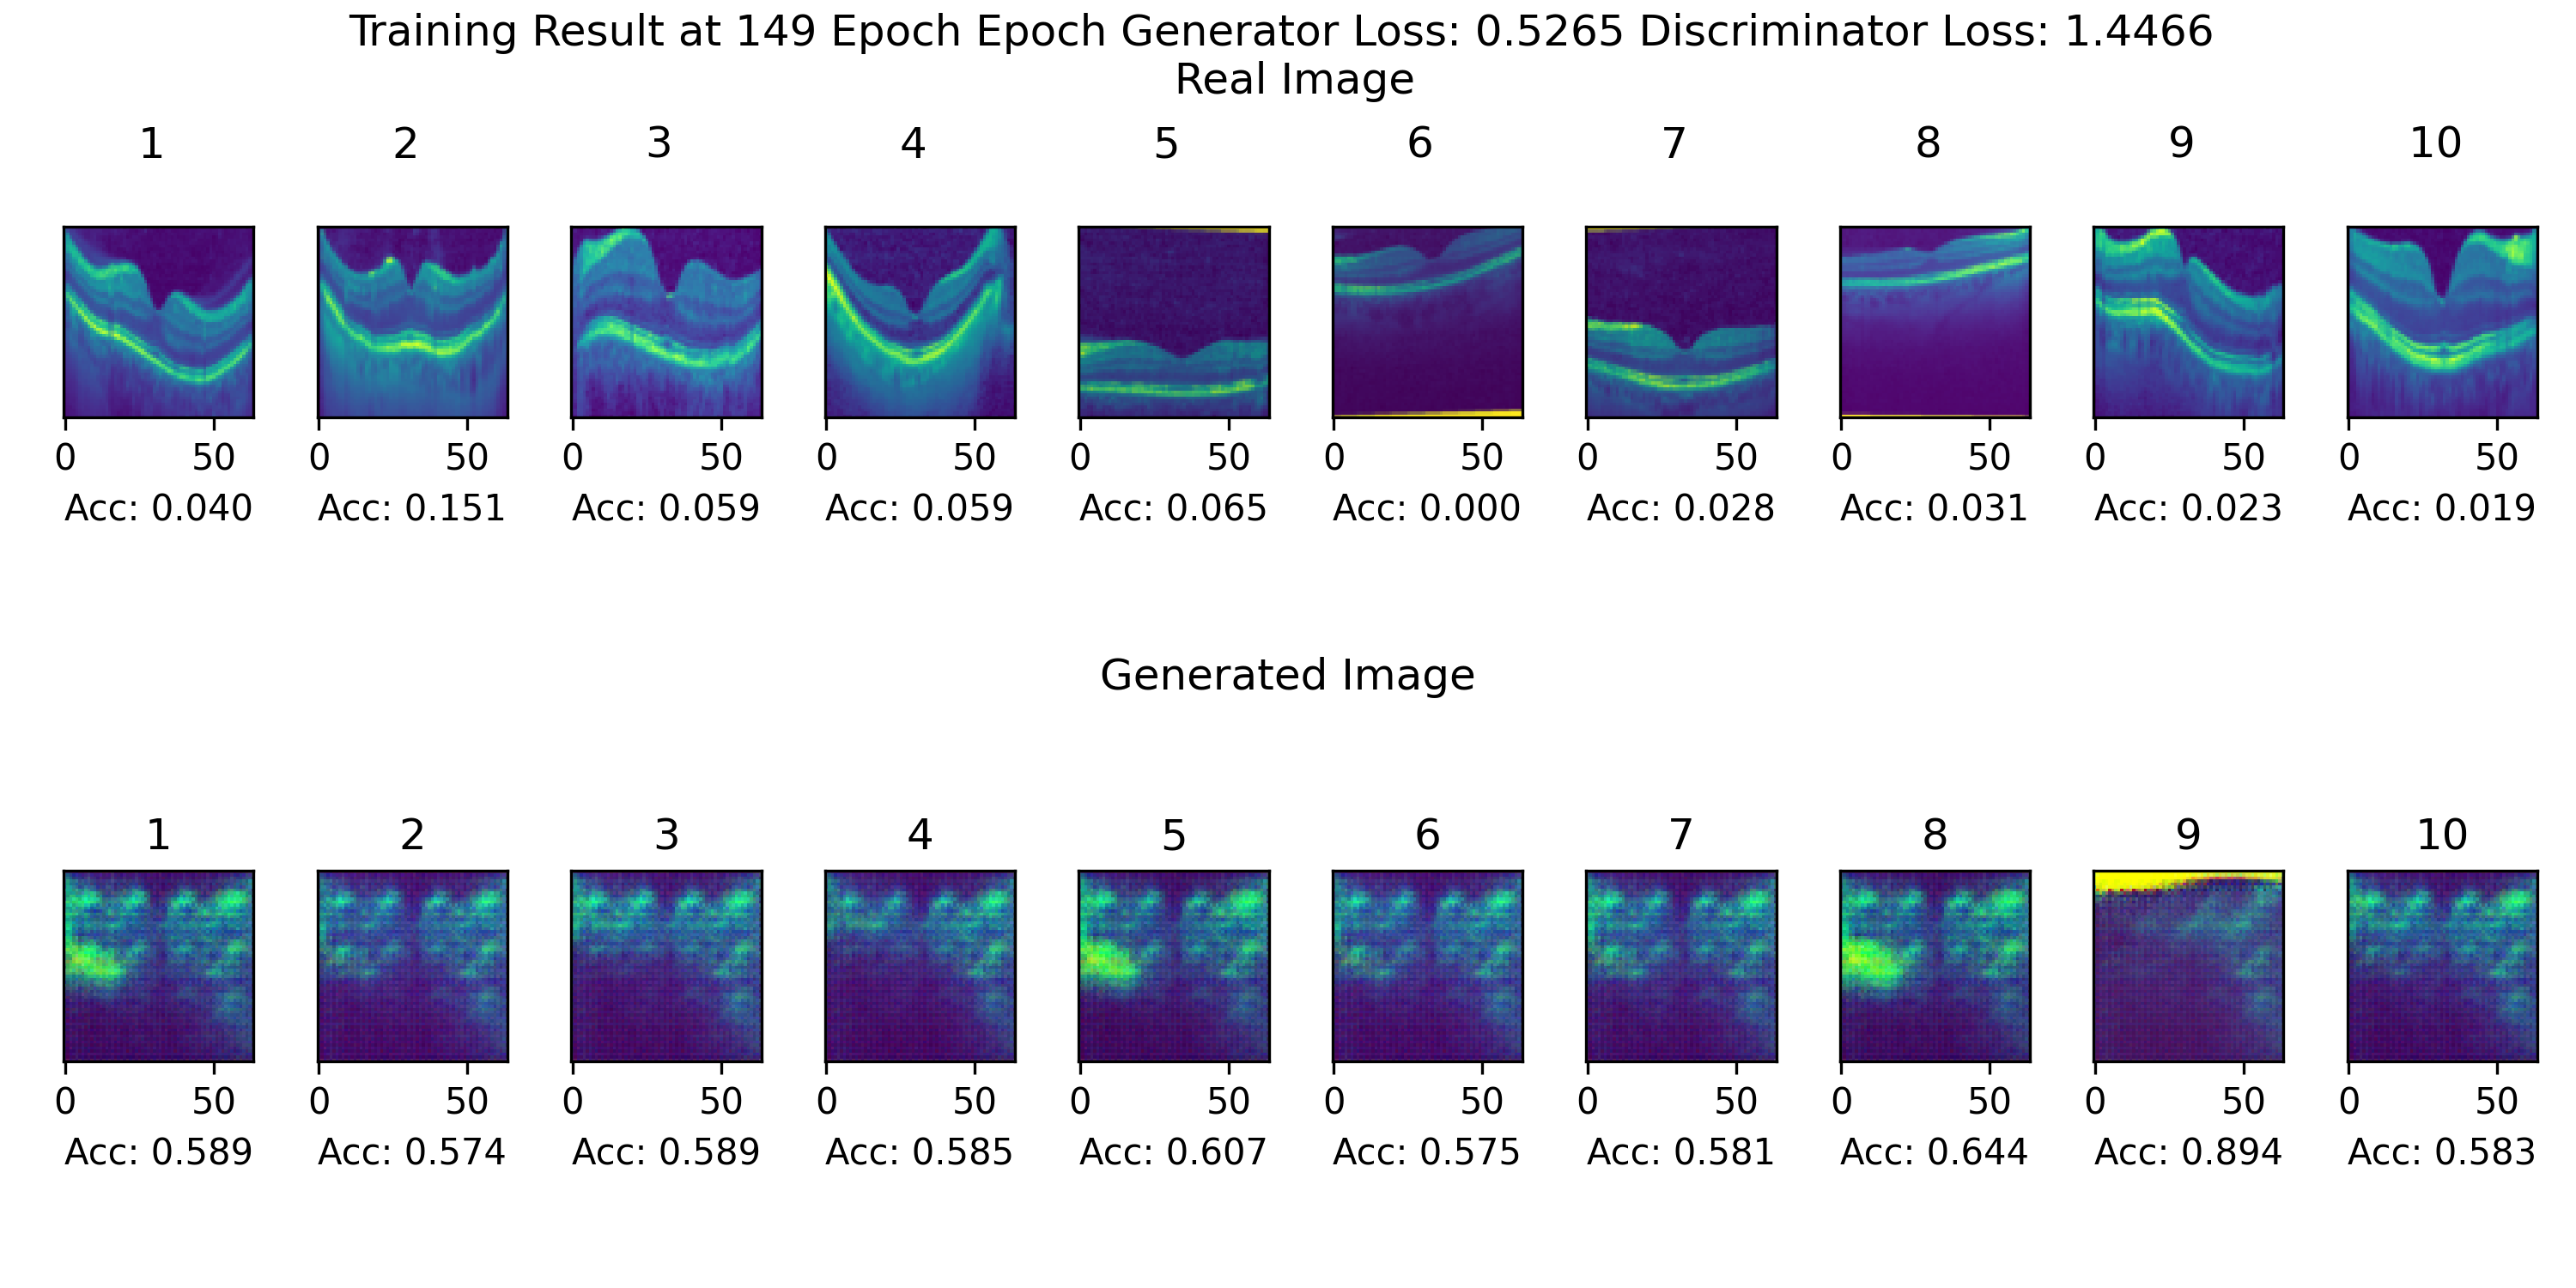 Training Result at 149 Epoch Epoch Generator Loss: 0.5265 Discriminator Loss: 1.4466
Real Image
1 2 3 4 5 6 7 8 9 10
0 50 0 50 0 50 0 50 0 50 0 50 0 50 0 50 0 50 0 50
Acc: 0.040 Acc: 0.151 Acc: 0.059 Acc: 0.059 Acc: 0.065 Acc: 0.000 Acc: 0.028 Acc: 0.031 Acc: 0.023 Acc: 0.019
Generated Image
1 2 3 4 5 6 7 8 9 10
0 50 0 50 0 50 0 50 0 50 0 50 0 50 0 50 0 50 0 50
Acc: 0.589 Acc: 0.574 Acc: 0.589 Acc: 0.585 Acc: 0.607 Acc: 0.575 Acc: 0.581 Acc: 0.644 Acc: 0.894 Acc: 0.583